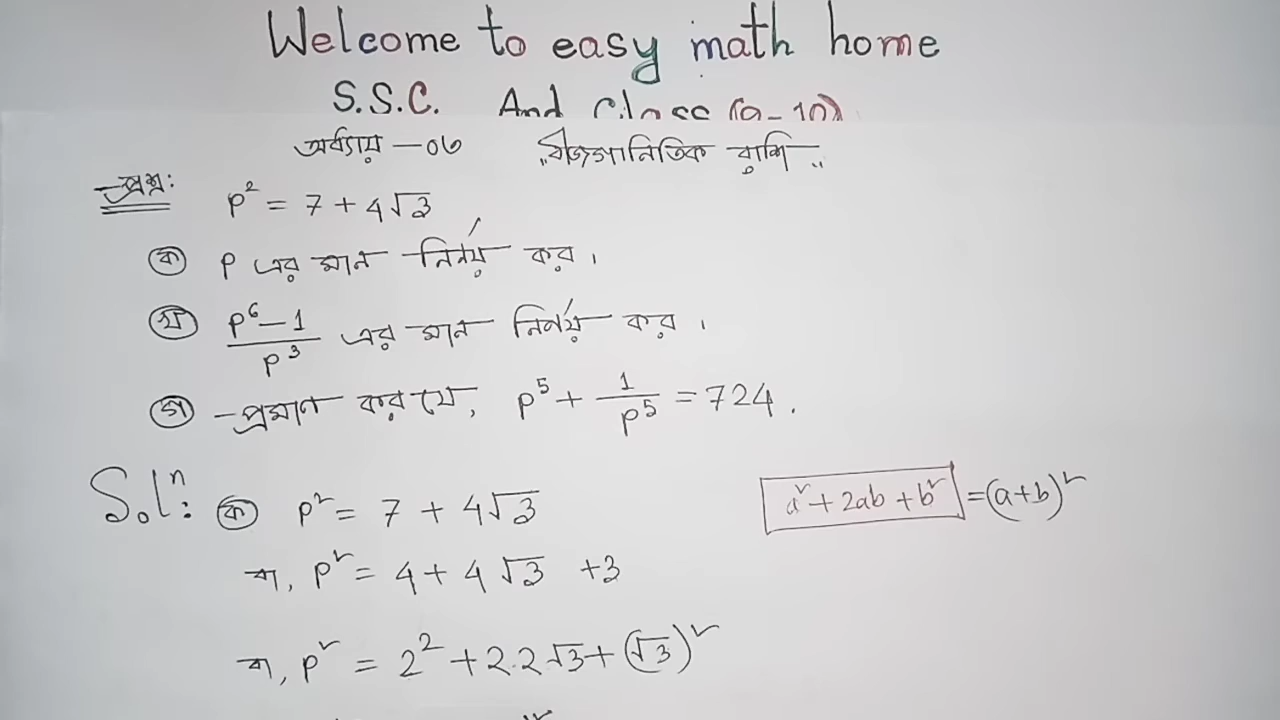 Welcome to easy math home
S.S.C. And Class (9-10)
অধ্যায় – ০৩ "বীজগানিতিক রাশি"
প্রশ্ন: p² = 7 + 4√3
ক p এর মান নির্ণয় কর।
খ p⁶ – 1 / p³ এর মান নির্ণয় কর।
গ প্রমাণ কর যে, p⁵ + 1/p⁵ = 724.
Solⁿ: ক p² = 7 + 4√3 a² + 2ab + b² = (a+b)²
বা, p² = 4 + 4√3 + 3
বা, p² = 2² + 2.2√3 + (√3)²